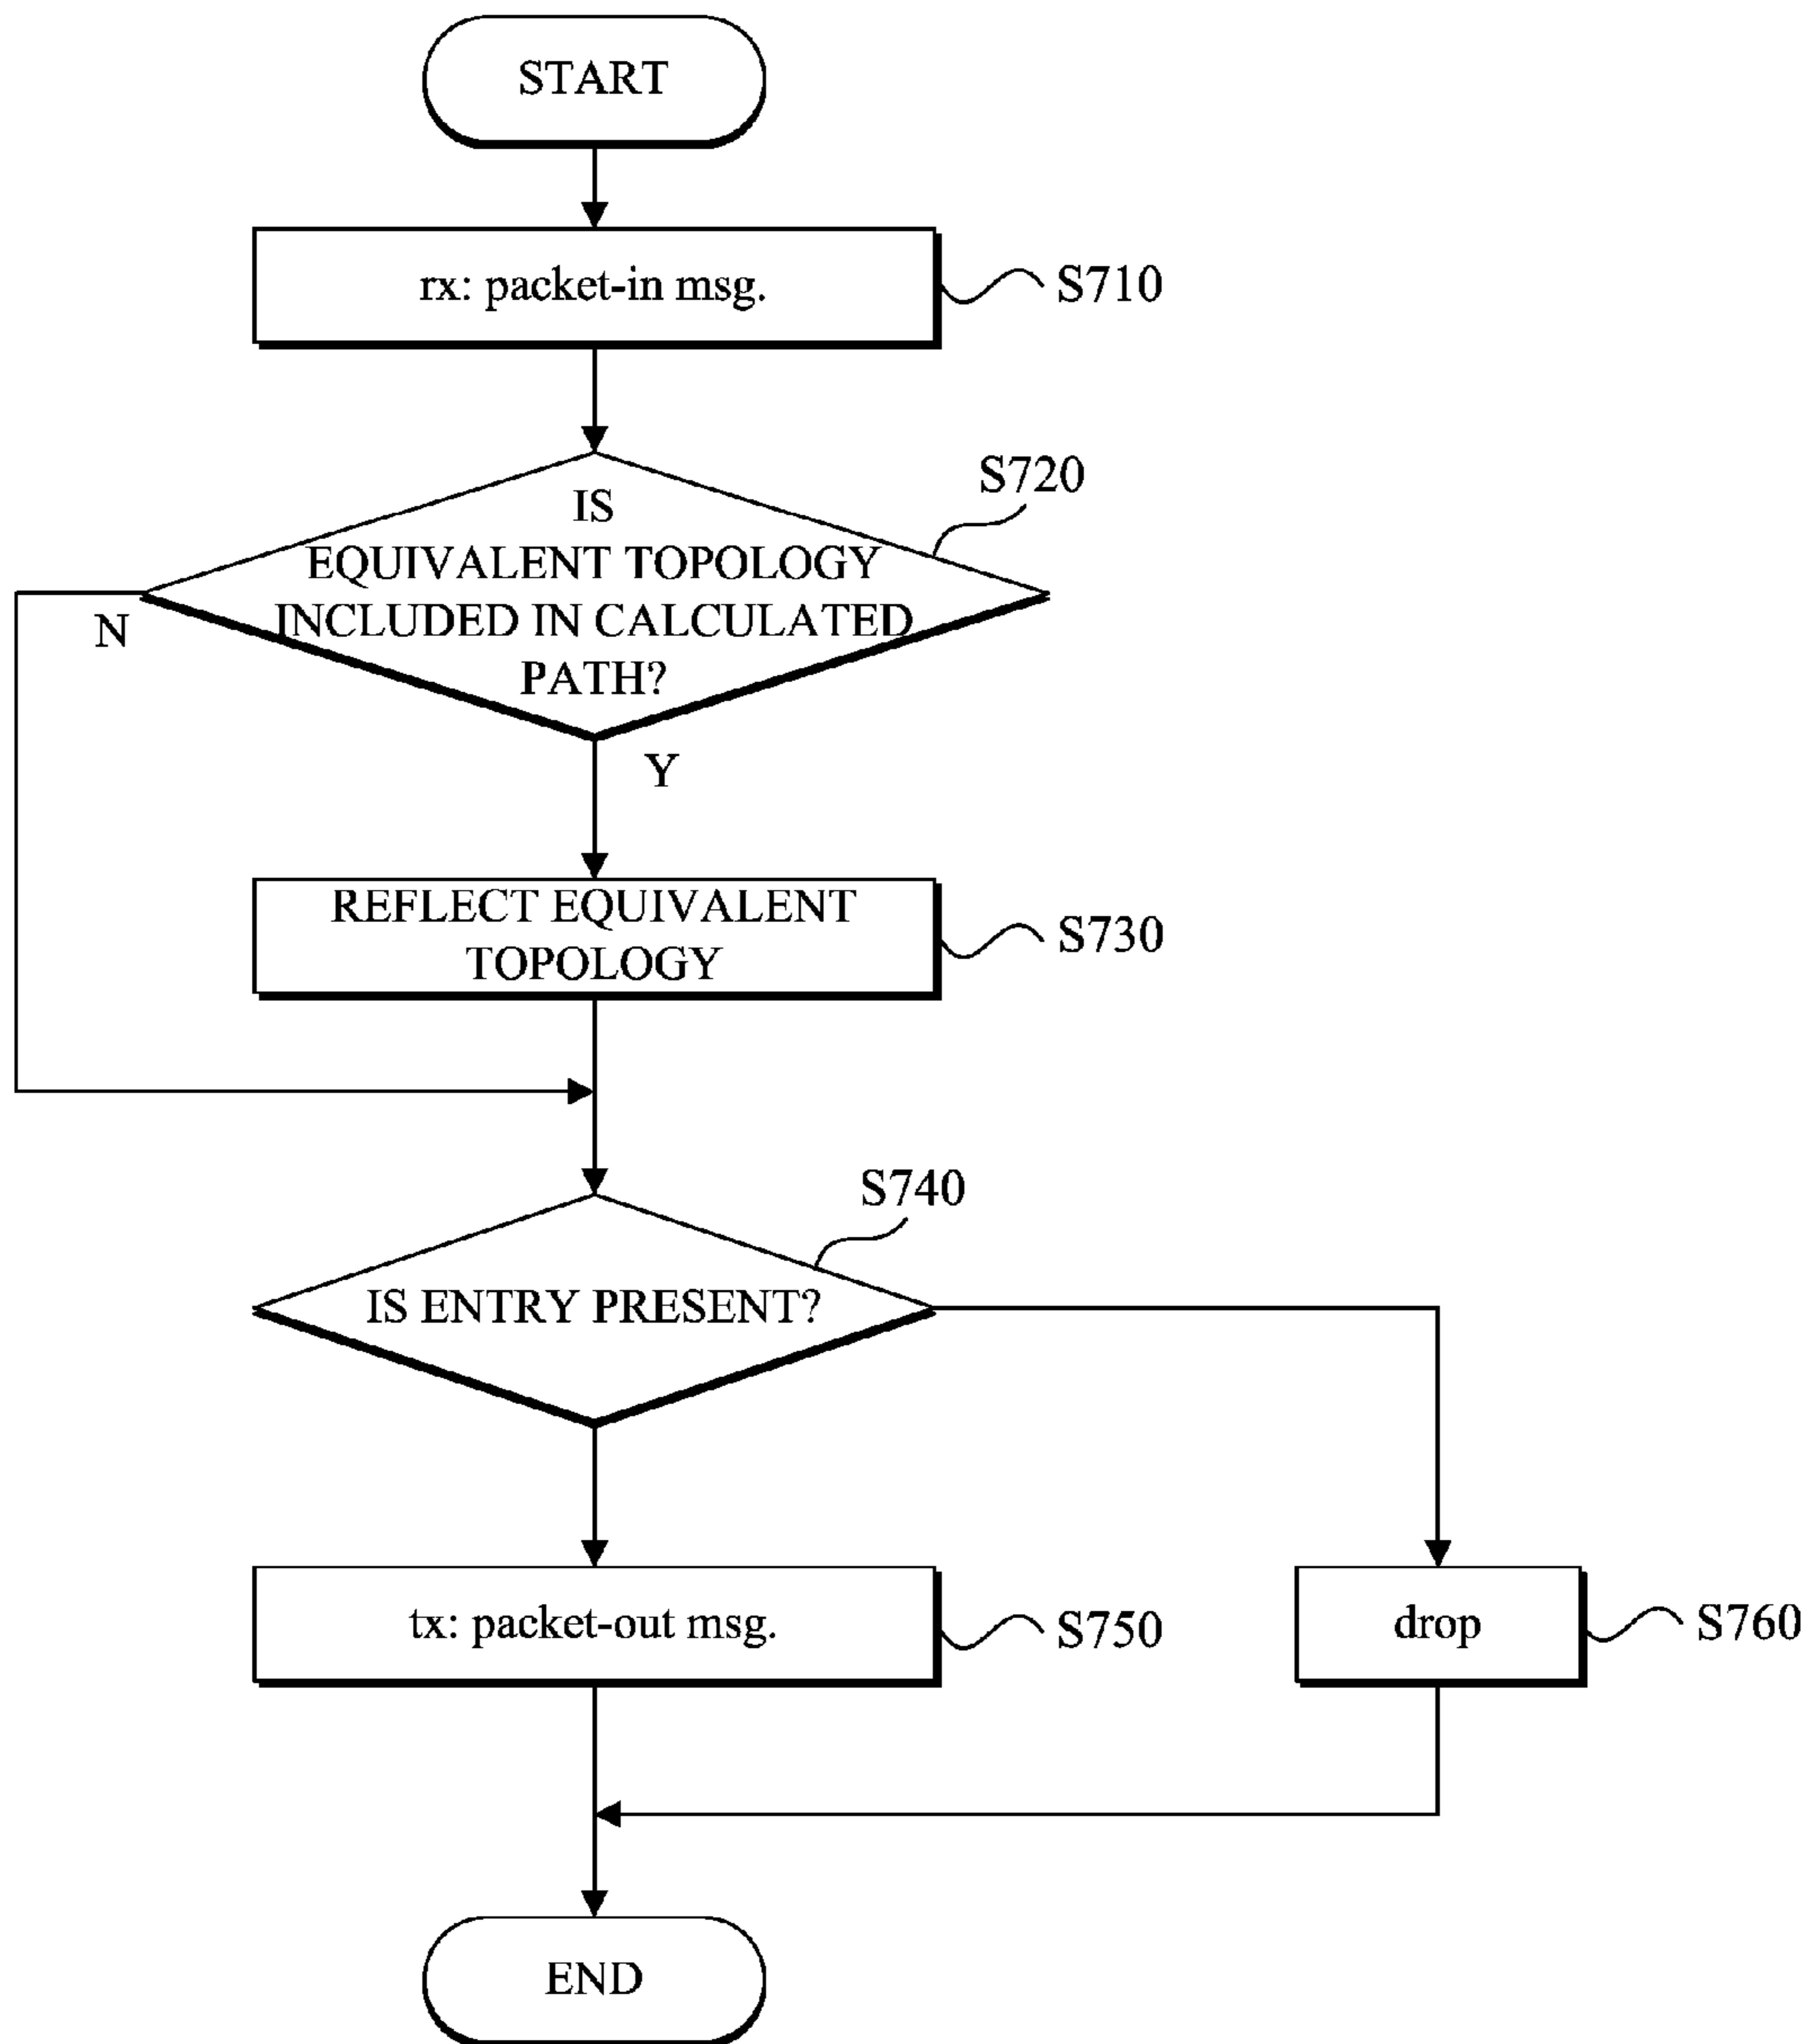 START
rx: packet-in msg.
S710
S720
IS
EQUIVALENT TOPOLOGY
INCLUDED IN CALCULATED
PATH?
N
Y
REFLECT EQUIVALENT
TOPOLOGY
S730
S740
IS ENTRY PRESENT?
tx: packet-out msg.
S750
drop
S760
END